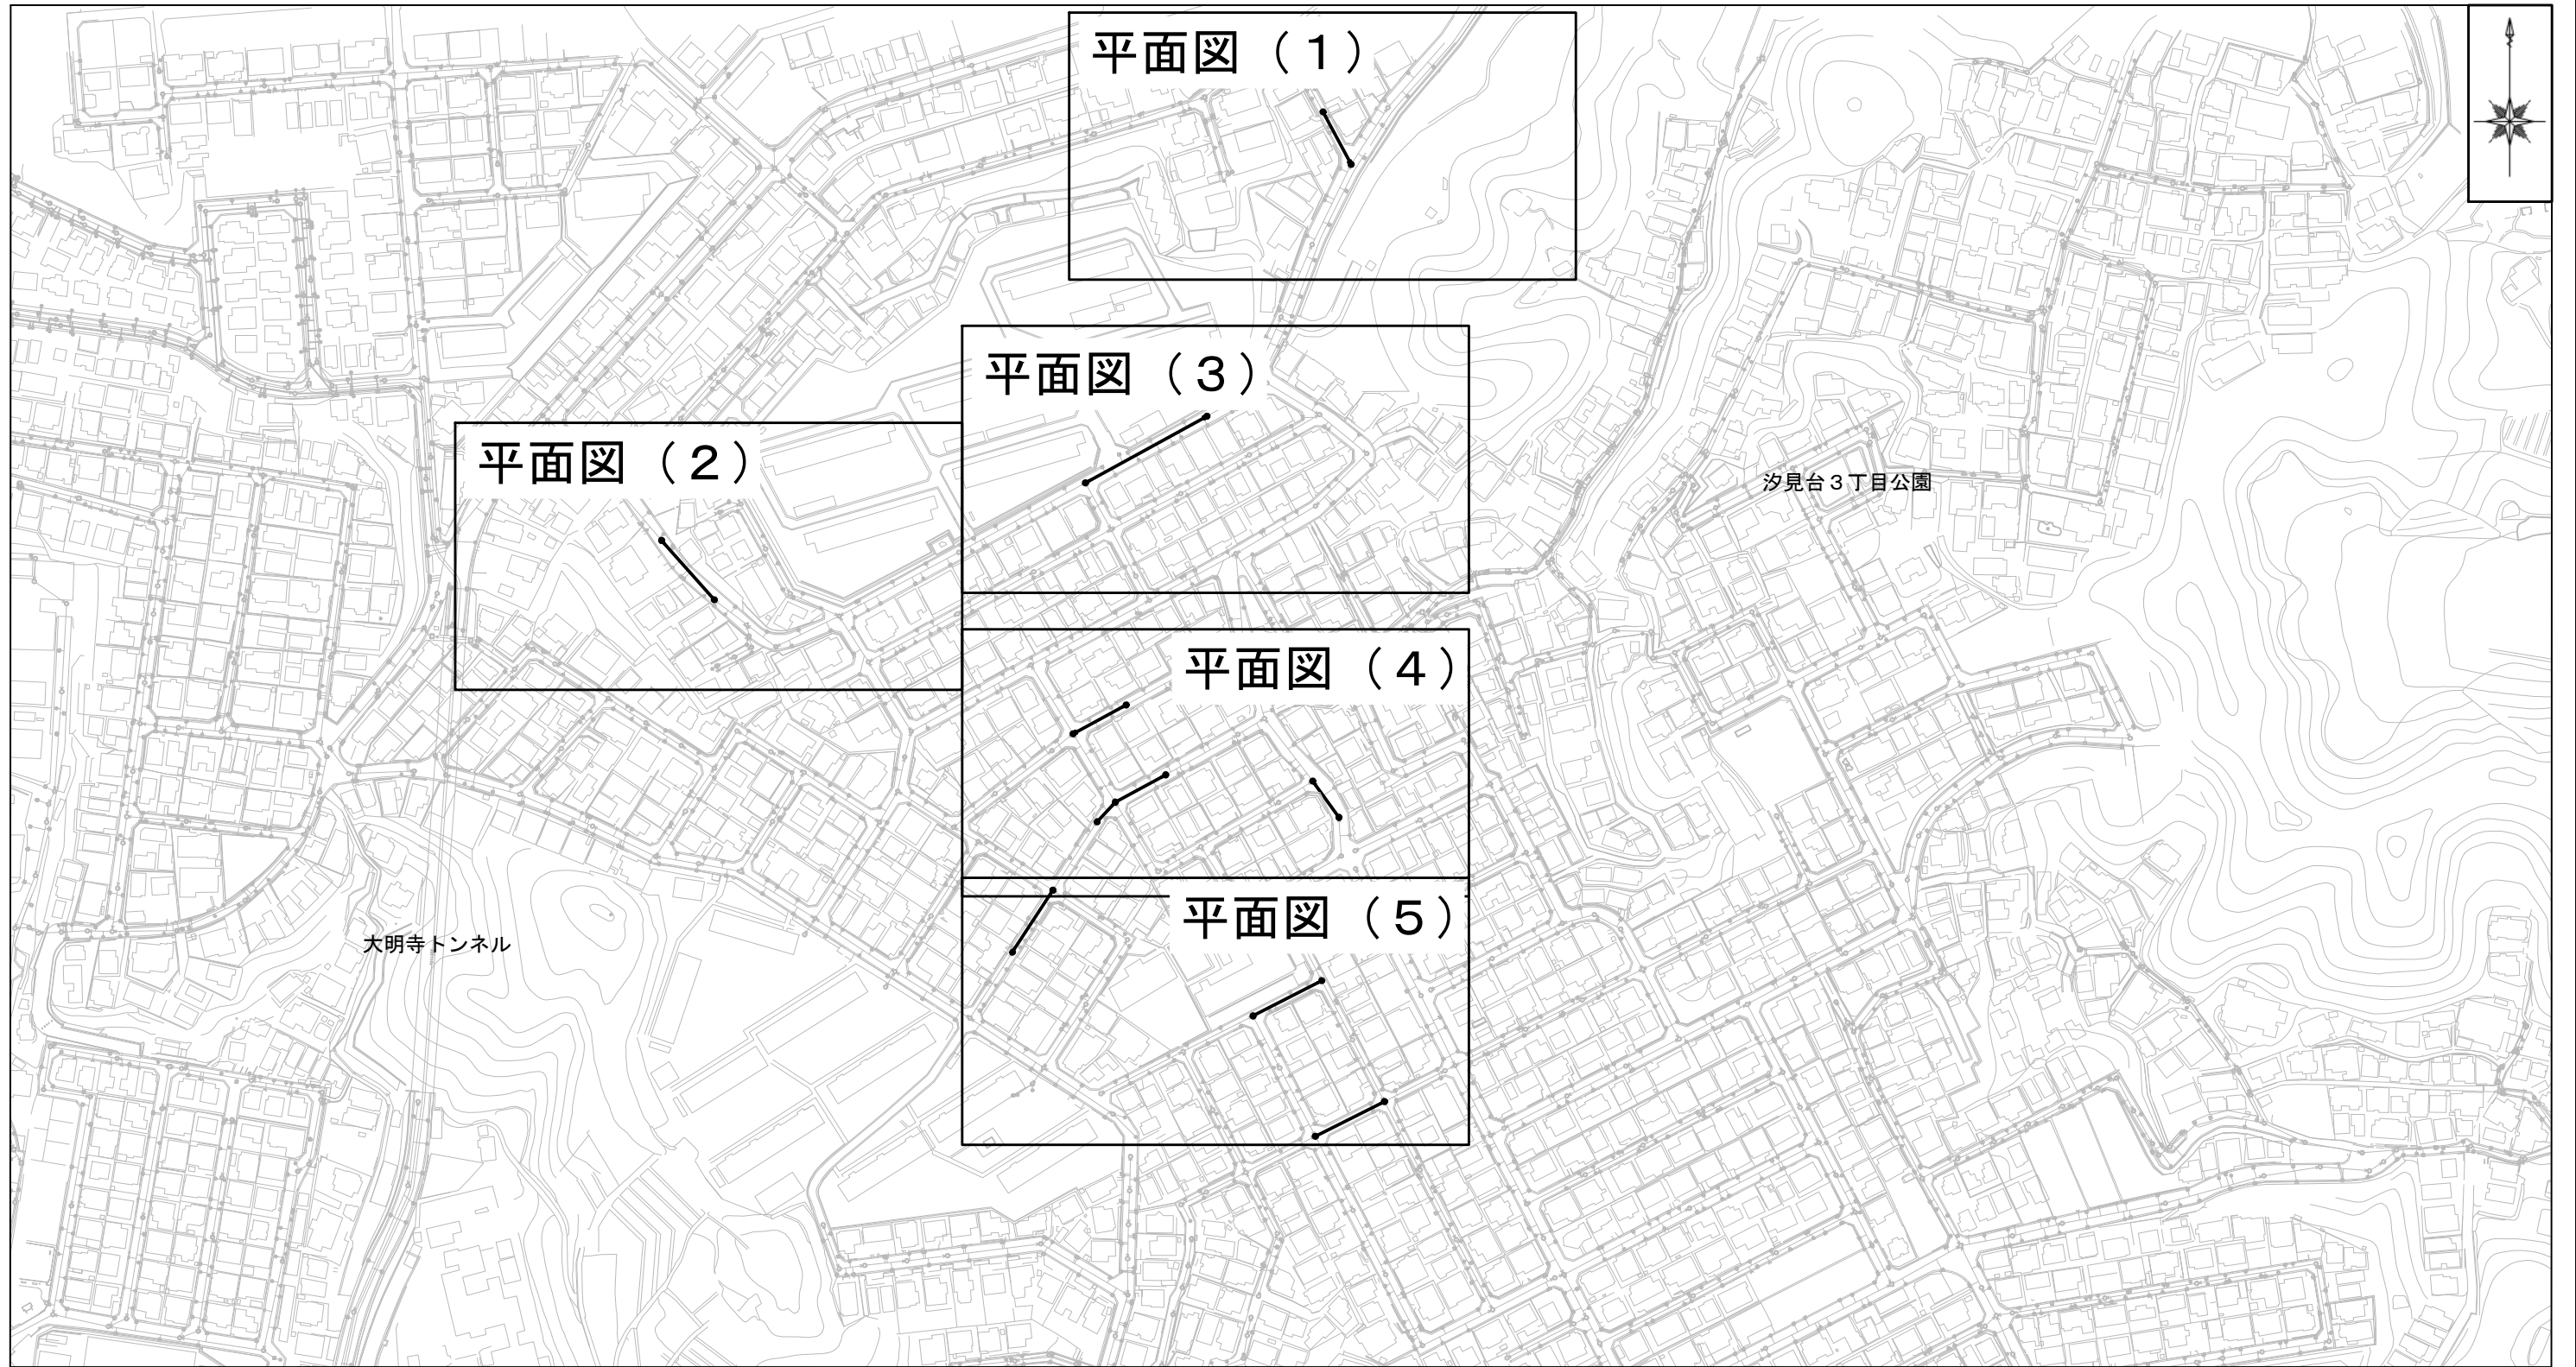 平面図（１）
平面図（３）
平面図（２）
汐見台３丁目公園
平面図（４）
平面図（５）
大明寺トンネル